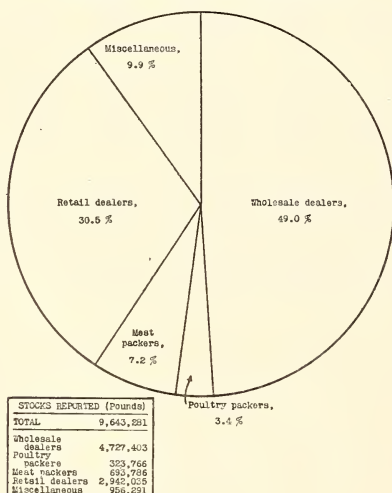 Miscellaneous,
9.9 %
Retail dealers,
30.5 %
Wholesale dealers,
49.0 %
Meat
packers,
7.2 %
Poultry packers,
3.4 %
STOCKS REPORTED (Pounds)
TOTAL 9,643,281
Wholesale
dealers 4,727,403
Poultry
packers 323,766
Meat packers 693,786
Retail dealers 2,942,035
Miscellaneous 956,291